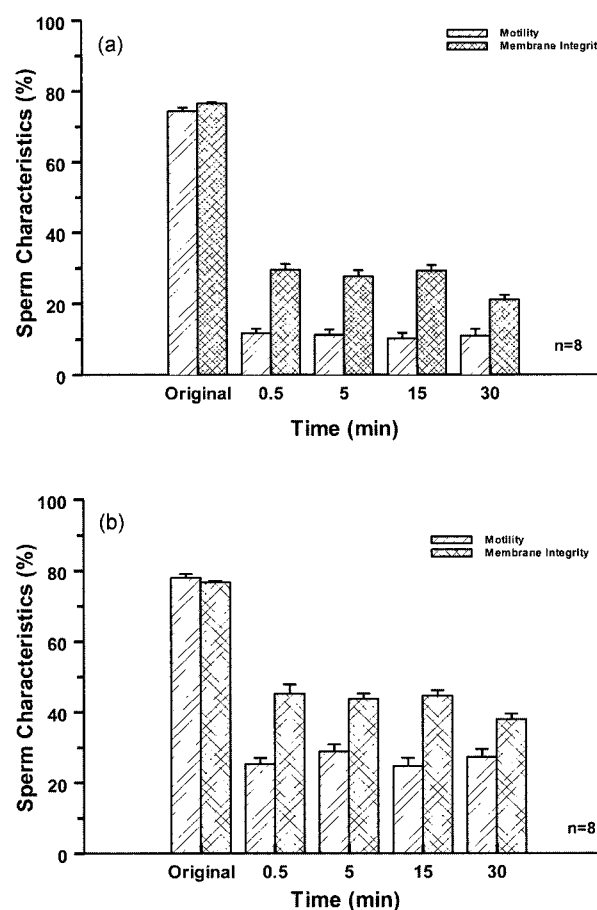 (a)
Motility
Membrane Integrit
Sperm Characteristics (%)
100
80
60
40
20
0
n=8
Original 0.5 5 15 30
Time (min)
(b)
Motility
Membrane Integrity
Sperm Characteristics (%)
100
80
60
40
20
0
n=8
Original 0.5 5 15 30
Time (min)